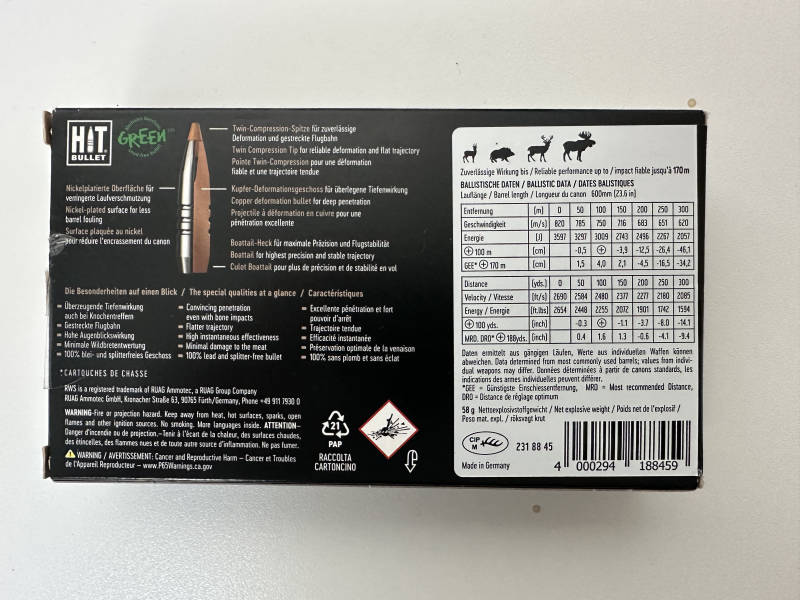 HIT
BULLET
GREEN
Twin-Compression-Spitze für zuverlässige
Deformation und gestreckte Flugbahn
Twin Compression Tip for reliable deformation and flat trajectory
Pointe Twin-Compression pour une déformation
fiable et une trajectoire tendue
Nickelplatierte Oberfläche für
verringerte Laufverschmutzung
Nickel-plated surface for less
barrel fouling
Surface plaquée au nickel
pour réduire l'encrassement du canon
Kupfer-Deformationsgeschoss für überlegene Tiefenwirkung
Copper deformation bullet for deep penetration
Projectile à déformation en cuivre pour une
pénétration excellente
Boattail-Heck für maximale Präzision und Flugstabilität
Boattail for highest precision and stable trajectory
Culot Boattail pour plus de précision et de stabilité en vol
Die Besonderheiten auf einen Blick / The special qualities at a glance / Caractéristiques
– Überzeugende Tiefenwirkung
auch bei Knochentreffern
– Gestreckte Flugbahn
– Hohe Augenblickswirkung
– Minimale Wildbretentwertung
– 100% blei- und splitterfreies Geschoss
– Convincing penetration
even with bone impacts
– Flatter trajectory
– High instantaneous effectiveness
– Minimal damage to the meat
– 100% lead and splinter-free bullet
– Excellente pénétration et fort
pouvoir d'arrêt
– Trajectoire tendue
– Efficacité instantanée
– Préservation optimale de la venaison
– 100% sans plomb et sans éclat
*CARTOUCHES DE CHASSE
RWS is a registered trademark of RUAG Ammotec, a RUAG Group Company
RUAG Ammotec GmbH, Kronacher Straße 63, 90765 Fürth/Germany, Phone +49 911 7930 0
WARNING-Fire or projection hazard. Keep away from heat, hot surfaces, sparks, open
flames and other ignition sources. No smoking. More languages inside. ATTENTION–
Danger d'incendie ou de projection.–Tenir à l'écart de la chaleur, des surfaces chaudes,
des étincelles, des flammes nues et de toute autre source d'inflammation. Ne pas fumer.
WARNING / AVERTISSEMENT: Cancer and Reproductive Harm – Cancer et Troubles
de l'Appareil Reproducteur – www.P65Warnings.ca.gov
21
PAP
RACCOLTA
CARTONCINO
Zuverlässige Wirkung bis / Reliable performance up to / impact fiable jusqu'à 170 m
BALLISTISCHE DATEN / BALLISTIC DATA / DATES BALISTIQUES
Lauflänge / Barrel length / Longueur du canon 600mm (23.6 in)
Entfernung (m) 0 50 100 150 200 250 300
Geschwindigkeit (m/s) 820 785 750 716 683 651 620
Energie (J) 3597 3297 3009 2743 2496 2267 2057
⊕ 100 m (cm) -0,5 ⊕ -3,9 -12,5 -26,4 -46,1
GEE* ⊕ 170 m (cm) 1,5 4,0 2,1 -4,5 -16,5 -34,2
Distance (yds.) 0 50 100 150 200 250 300
Velocity / Vitesse (ft/s) 2690 2584 2480 2377 2277 2180 2085
Energy / Energie (ft.lbs) 2654 2448 2255 2072 1901 1742 1594
⊕ 100 yds. (inch) -0.3 ⊕ -1.1 -3.7 -8.0 -14.1
MRD, DRO* ⊕ 188yds. (inch) 0.4 1.6 1.3 -0.6 -4.1 -9.4
Daten ermittelt aus gängigen läufen, Werte aus individuellen Waffen können
abweichen. Data determined from most commonly used barrels; values from individ-
ual weapons may differ. Données déterminées à partir de canons standards, les
indications des armes individuelles peuvent différer.
*GEE = Günstigste Einschiessentfernung, MRD = Most recommended Distance,
DRO = Distance de réglage optimum
58 g Nettoexplosivstoffgewicht / Net explosive weight / Poids net de l'explosif /
Peso mat. expl. / röksvagt krut
CIP
M
231 88 45
Made in Germany
4 000294 188459